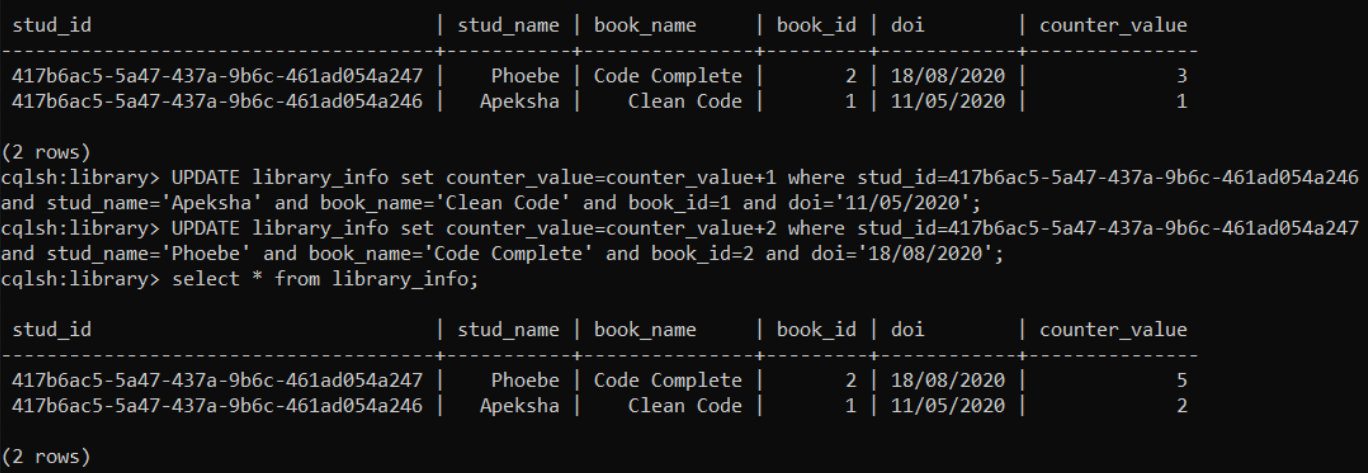 stud_id | stud_name | book_name | book_id | doi | counter_value
--------------------------------------+-----------+---------------+---------+------------+---------------
417b6ac5-5a47-437a-9b6c-461ad054a247 | Phoebe | Code Complete | 2 | 18/08/2020 | 3
417b6ac5-5a47-437a-9b6c-461ad054a246 | Apeksha | Clean Code | 1 | 11/05/2020 | 1
(2 rows)
cqlsh:library> UPDATE library_info set counter_value=counter_value+1 where stud_id=417b6ac5-5a47-437a-9b6c-461ad054a246
and stud_name='Apeksha' and book_name='Clean Code' and book_id=1 and doi='11/05/2020';
cqlsh:library> UPDATE library_info set counter_value=counter_value+2 where stud_id=417b6ac5-5a47-437a-9b6c-461ad054a247
and stud_name='Phoebe' and book_name='Code Complete' and book_id=2 and doi='18/08/2020';
cqlsh:library> select * from library_info;
stud_id | stud_name | book_name | book_id | doi | counter_value
--------------------------------------+-----------+---------------+---------+------------+---------------
417b6ac5-5a47-437a-9b6c-461ad054a247 | Phoebe | Code Complete | 2 | 18/08/2020 | 5
417b6ac5-5a47-437a-9b6c-461ad054a246 | Apeksha | Clean Code | 1 | 11/05/2020 | 2
(2 rows)